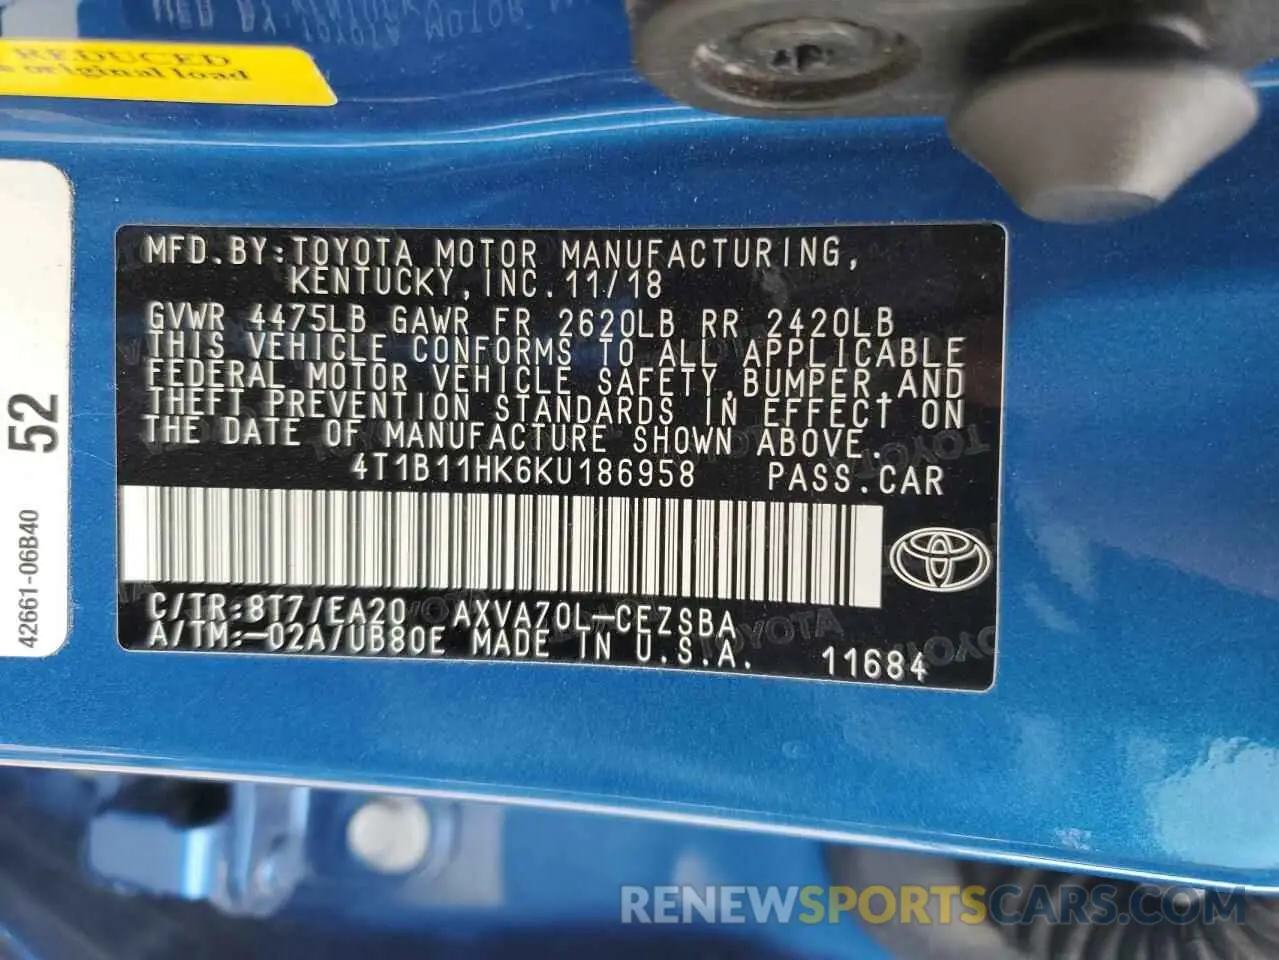 REDUCED
original load
52
42661-06B40
MFD.BY:TOYOTA MOTOR MANUFACTURING,
KENTUCKY,INC.11/18
GVWR 4475LB GAWR FR 2620LB RR 2420LB
THIS VEHICLE CONFORMS TO ALL APPLICABLE
FEDERAL MOTOR VEHICLE SAFETY,BUMPER,AND
THEFT PREVENTION STANDARDS IN EFFECT ON
THE DATE OF MANUFACTURE SHOWN ABOVE.
4T1B11HK6KU186958 PASS.CAR
C/TR:8T7/EA20 AXVA70L-CEZSBA
A/TM:-02A/UB80E MADE IN U.S.A.
11684
RENEWSPORTSCARS.COM